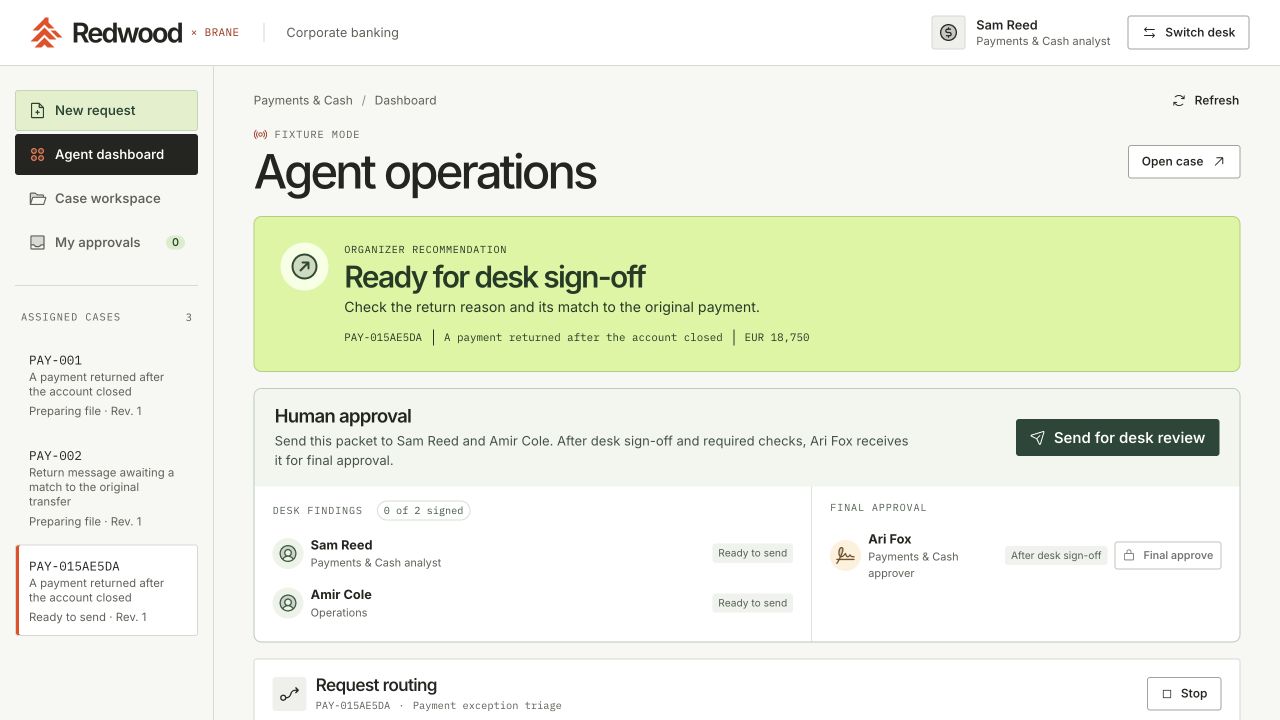 Redwood × BRANE Corporate banking
Sam Reed
Payments & Cash analyst
Switch desk
New request
Agent dashboard
Case workspace
My approvals 0
ASSIGNED CASES 3
PAY-001
A payment returned after
the account closed
Preparing file · Rev. 1
PAY-002
Return message awaiting a
match to the original
transfer
Preparing file · Rev. 1
PAY-015AE5DA
A payment returned after
the account closed
Ready to send · Rev. 1
Payments & Cash / Dashboard
Refresh
FIXTURE MODE
Agent operations
Open case
ORGANIZER RECOMMENDATION
Ready for desk sign-off
Check the return reason and its match to the original payment.
PAY-015AE5DA | A payment returned after the account closed | EUR 18,750
Human approval
Send this packet to Sam Reed and Amir Cole. After desk sign-off and required checks, Ari Fox receives
it for final approval.
Send for desk review
DESK FINDINGS 0 of 2 signed
Sam Reed
Payments & Cash analyst
Ready to send
Amir Cole
Operations
Ready to send
FINAL APPROVAL
Ari Fox
Payments & Cash
approver
After desk sign-off
Final approve
Request routing
PAY-015AE5DA · Payment exception triage
Stop